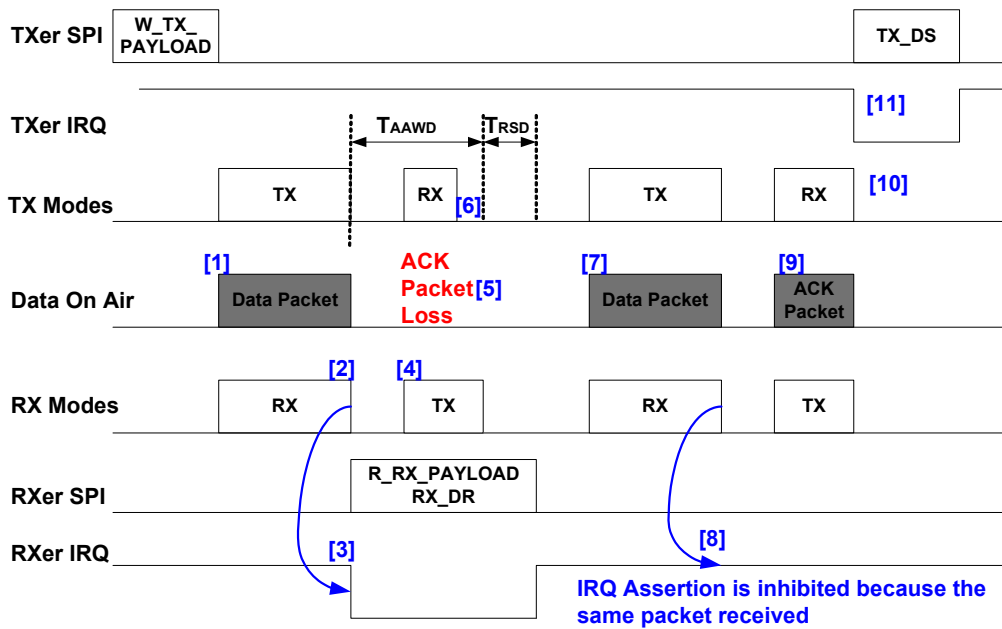 TXer SPI
W_TX_
PAYLOAD
TX_DS
TXer IRQ
[11]
TAAWD
TRSD
TX Modes
TX
RX
[6]
TX
RX
[10]
Data On Air
[1]
Data Packet
ACK
Packet[5]
Loss
[7]
Data Packet
[9]
ACK
Packet
RX Modes
RX
[2]
[4]
TX
RX
TX
RXer SPI
R_RX_PAYLOAD
RX_DR
RXer IRQ
[3]
[8]
IRQ Assertion is inhibited because the
same packet received